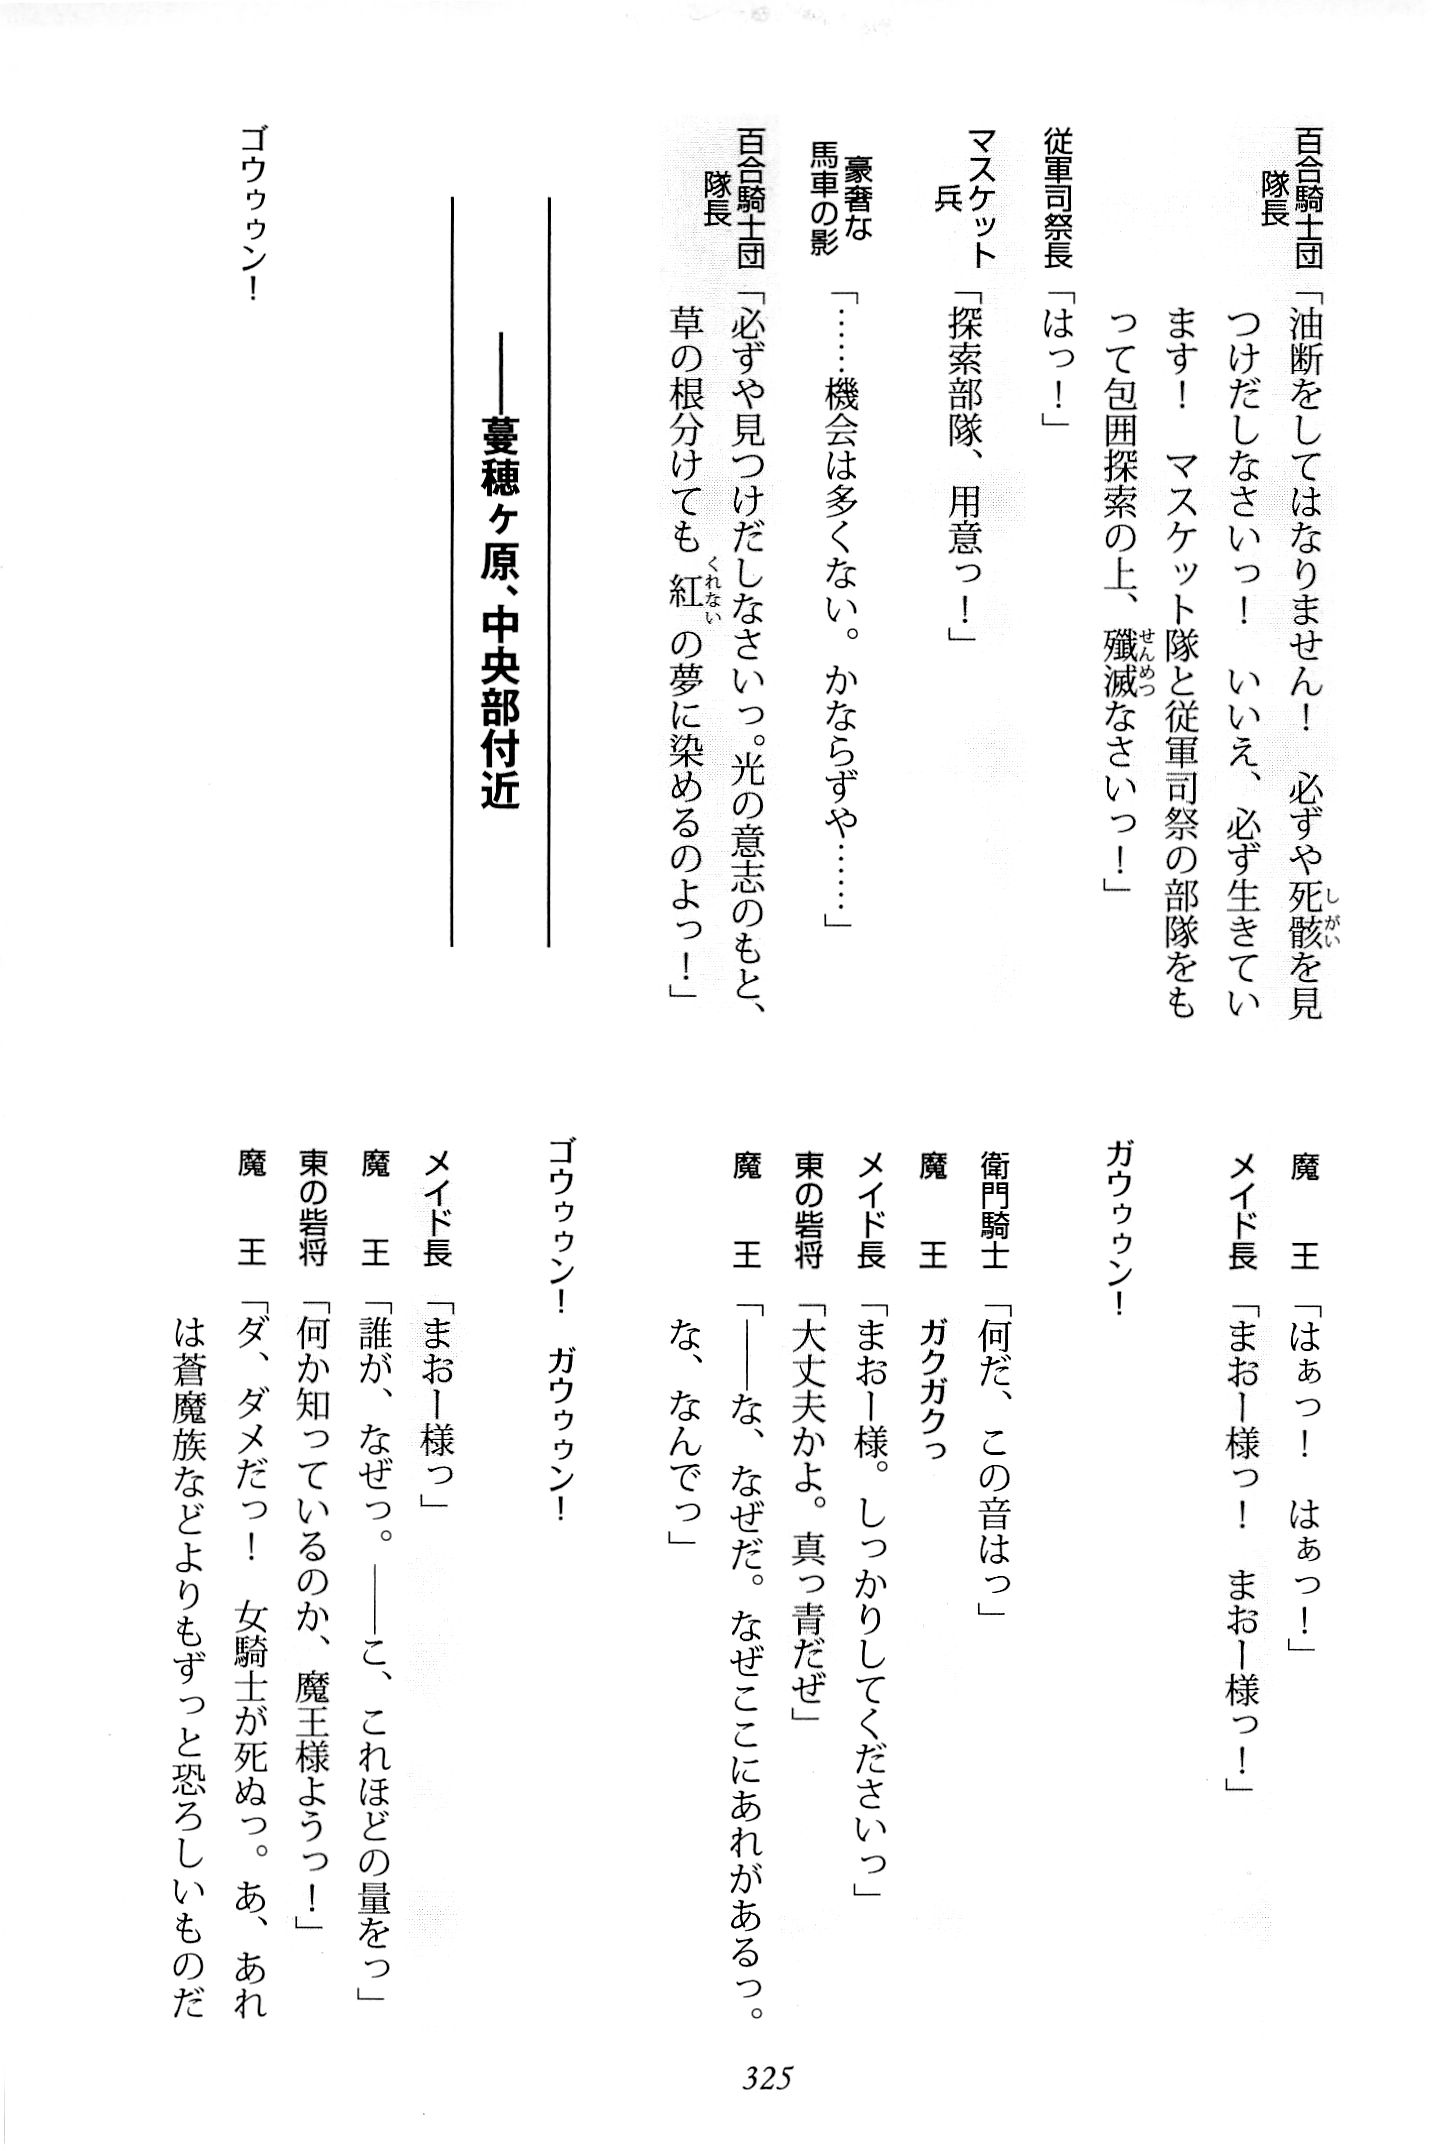 百合騎士団隊長「油断をしてはなりません！　必ずや死骸を見
つけだしなさいっ！　いいえ、必ず生きてい
ます！　マスケット隊と従軍司祭の部隊をも
って包囲探索の上、殲滅なさいっ！」
従軍司祭長「はっ！」
マスケット兵「探索部隊、用意っ！」
豪奢な馬車の影「……機会は多くない。かならずや……」
百合騎士団隊長「必ずや見つけだしなさいっ。光の意志のもと、
草の根分けても紅の夢に染めるのよっ！」
――蔓穂ヶ原、中央部付近
ゴウゥゥン！
魔　王「はぁっ！　はぁっ！」
メイド長「まおー様っ！　まおー様っ！」
ガウゥゥン！
衛門騎士「何だ、この音はっ」
魔　王　ガクガクっ
メイド長「まおー様。しっかりしてくださいっ」
東の砦将「大丈夫かよ。真っ青だぜ」
魔　王「――な、なぜだ。なぜここにあれがあるっ。
な、なんでっ」
ゴウゥゥン！　ガウゥゥン！
メイド長「まおー様っ」
魔　王「誰が、なぜっ。――こ、これほどの量をっ」
東の砦将「何か知っているのか、魔王様ようっ！」
魔　王「ダ、ダメだっ！　女騎士が死ぬっ。あ、あれ
は蒼魔族などよりもずっと恐ろしいものだ
325